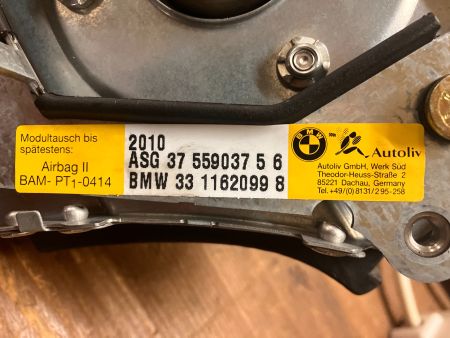 Modultausch bis
spätestens:
Airbag II
BAM- PT1-0414
2010
ASG 37 559037 5 6
BMW 33 1162099 8
BMW
Autoliv
Autoliv GmbH, Werk Süd
Theodor-Heuss-Straße 2
85221 Dachau, Germany
Tel.+49/(0)8131/295-258